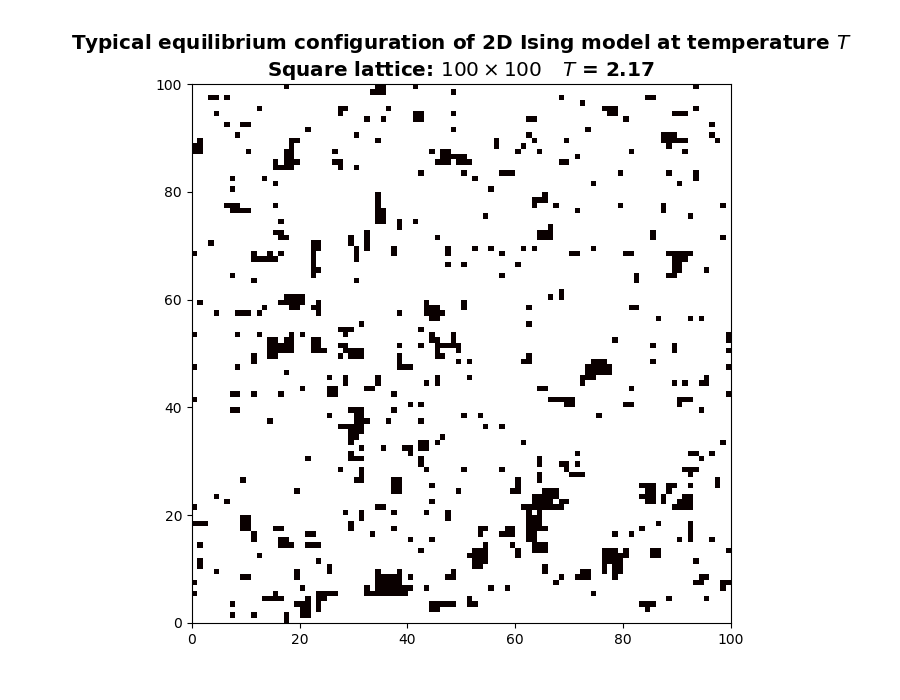 Typical equilibrium configuration of 2D Ising model at temperature T
Square lattice: 100 × 100 T = 2.17
100
80
60
40
20
0
0 20 40 60 80 100